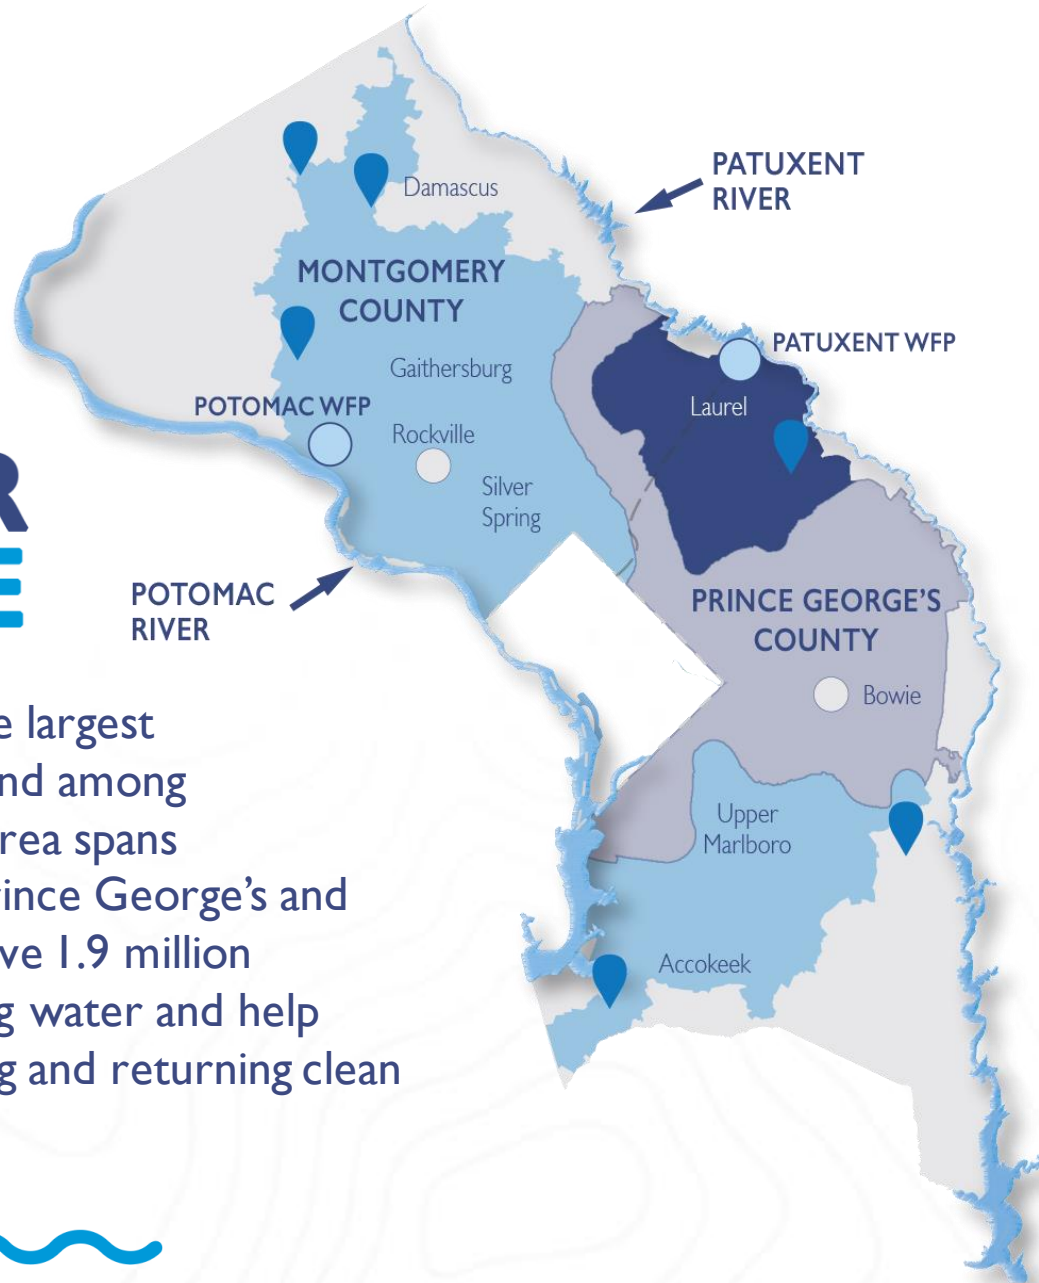 PATUXENT
RIVER
Damascus
MONTGOMERY
COUNTY
PATUXENT WFP
Gaithersburg
POTOMAC WFP
Laurel
Rockville
Silver
Spring
R
E
POTOMAC
RIVER
PRINCE GEORGE'S
COUNTY
Bowie
e largest
nd among
rea spans
Upper
Marlboro
ince George's and
ve 1.9 million
Accokeek
g water and help
g and returning clean